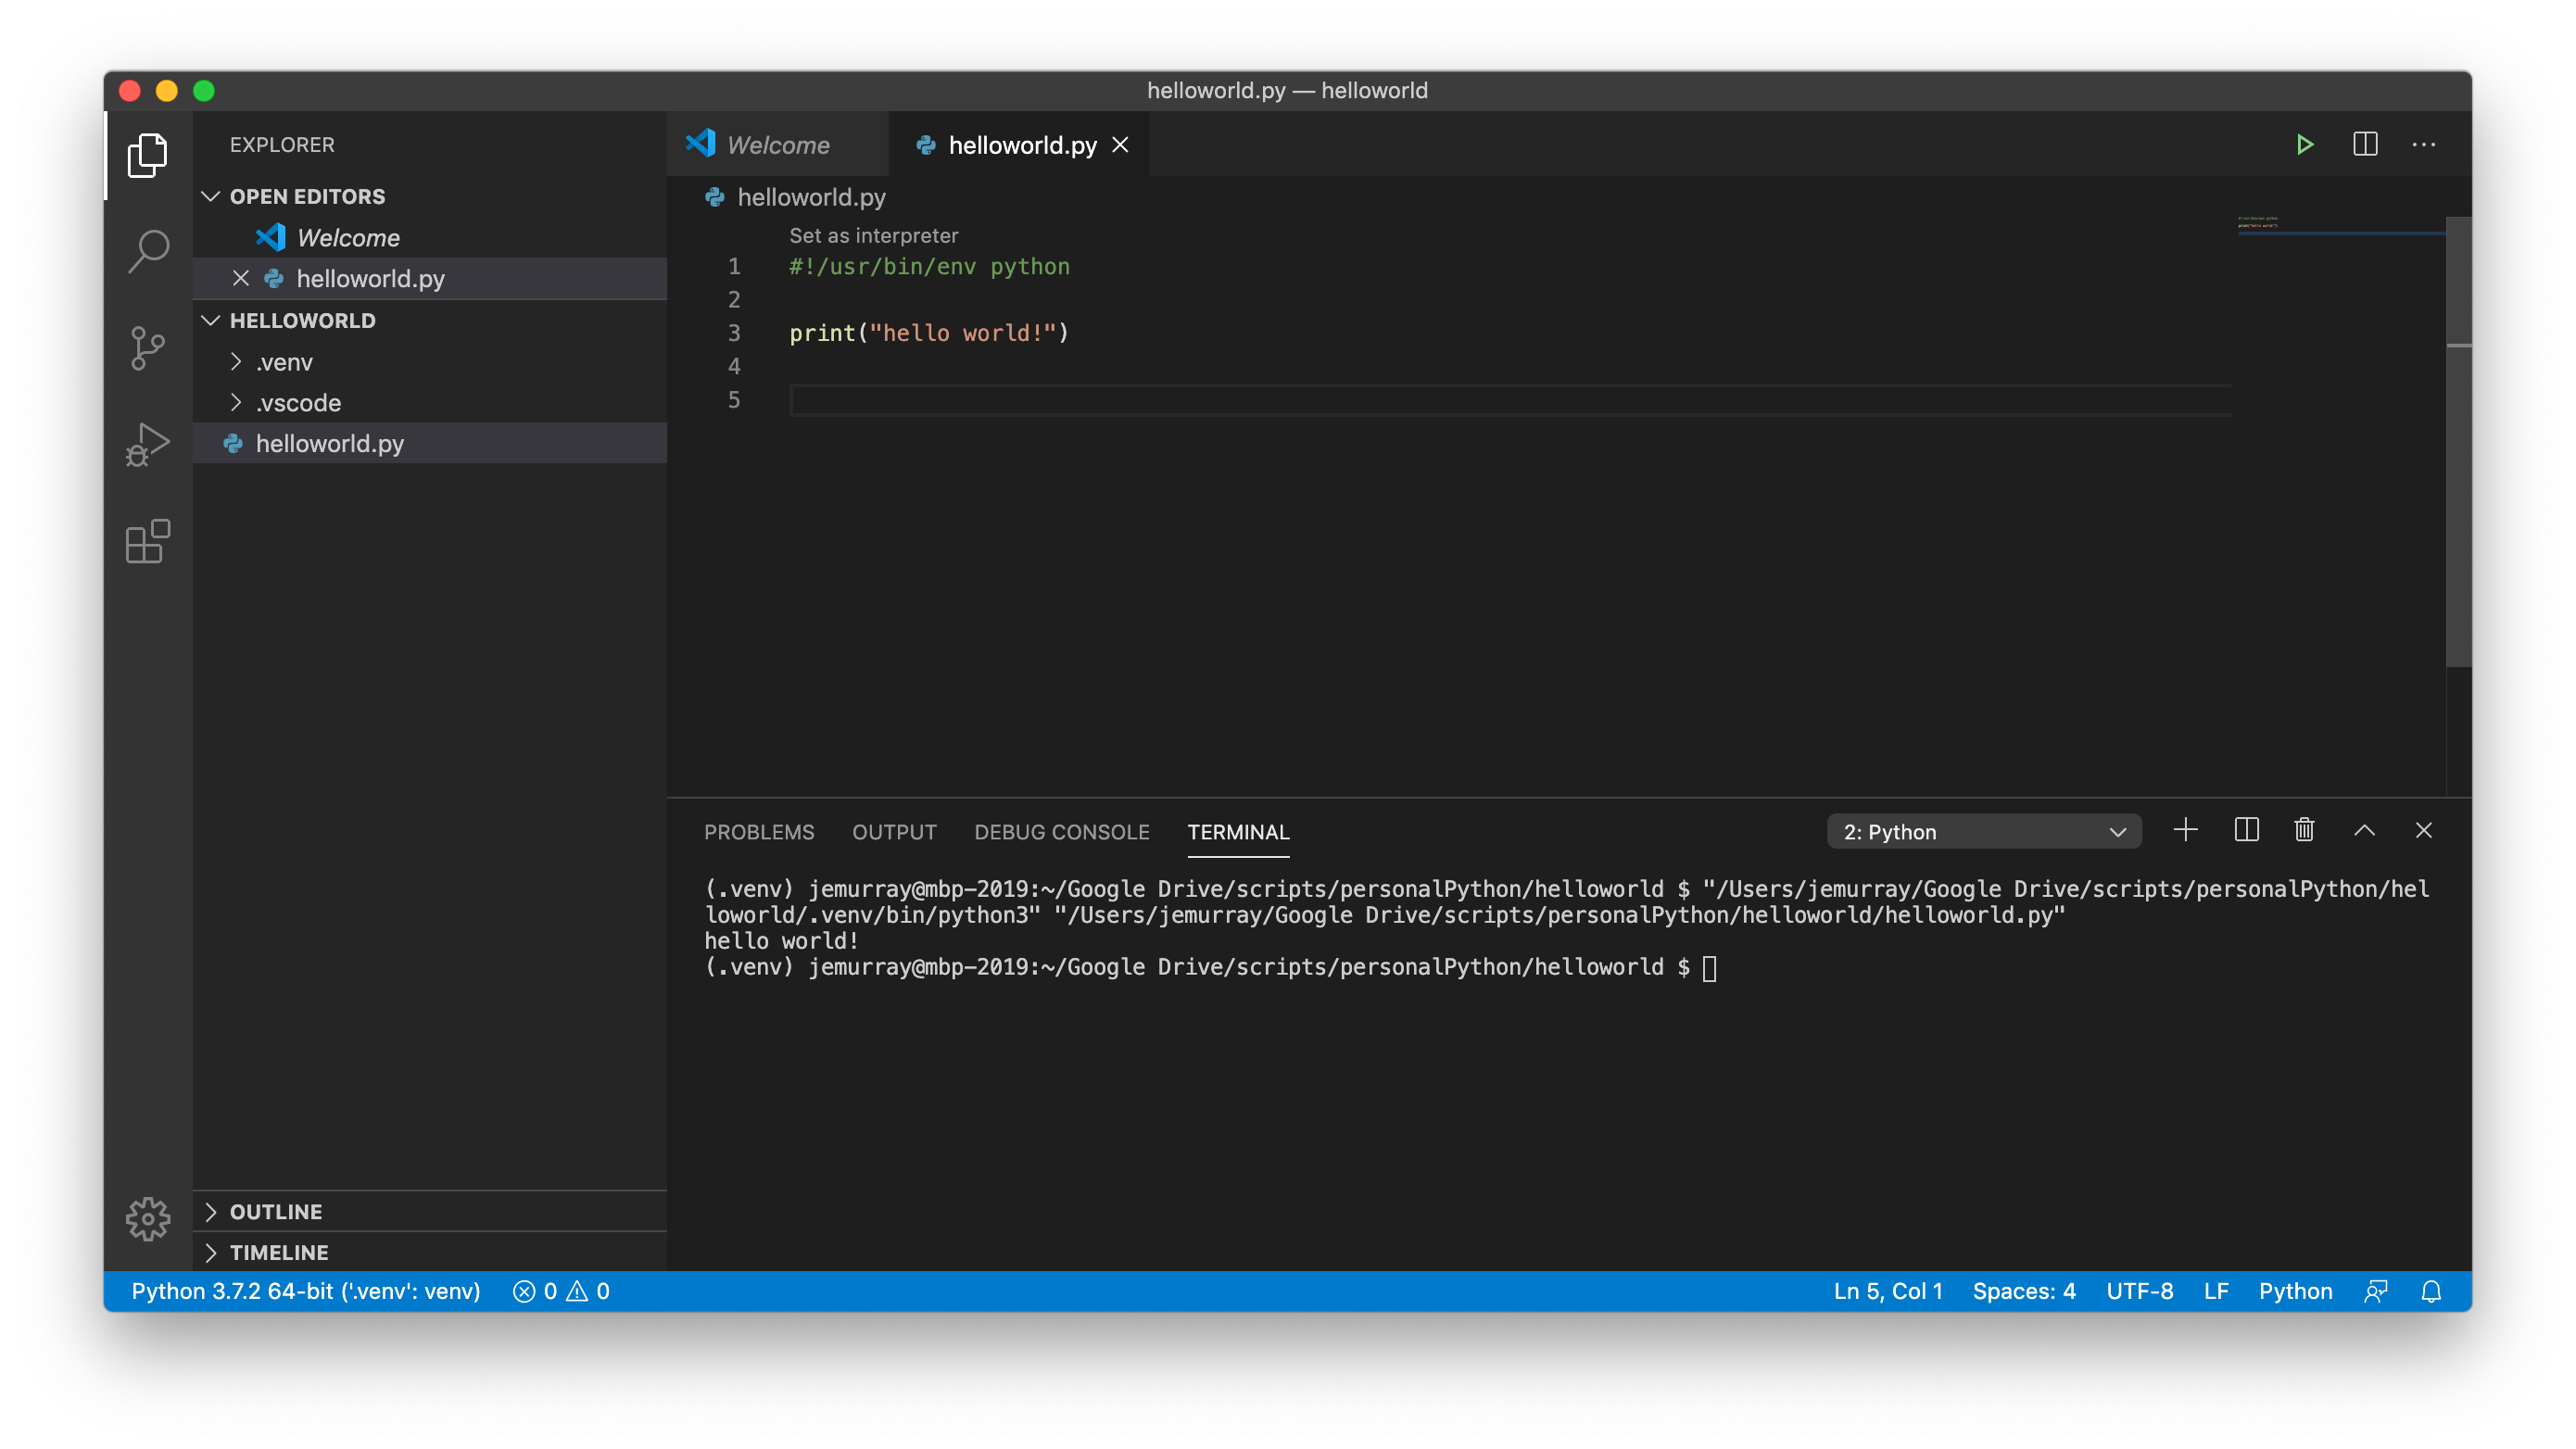 helloworld.py — helloworld
EXPLORER
OPEN EDITORS
Welcome
helloworld.py
HELLOWORLD
.venv
.vscode
helloworld.py
OUTLINE
TIMELINE
Welcome
helloworld.py
helloworld.py
Set as interpreter
1 #!/usr/bin/env python
2
3 print("hello world!")
4
5
PROBLEMS OUTPUT DEBUG CONSOLE TERMINAL 2: Python
(.venv) jemurray@mbp-2019:~/Google Drive/scripts/personalPython/helloworld $ "/Users/jemurray/Google Drive/scripts/personalPython/hel
loworld/.venv/bin/python3" "/Users/jemurray/Google Drive/scripts/personalPython/helloworld/helloworld.py"
hello world!
(.venv) jemurray@mbp-2019:~/Google Drive/scripts/personalPython/helloworld $
Python 3.7.2 64-bit ('.venv': venv) 0 0 Ln 5, Col 1 Spaces: 4 UTF-8 LF Python